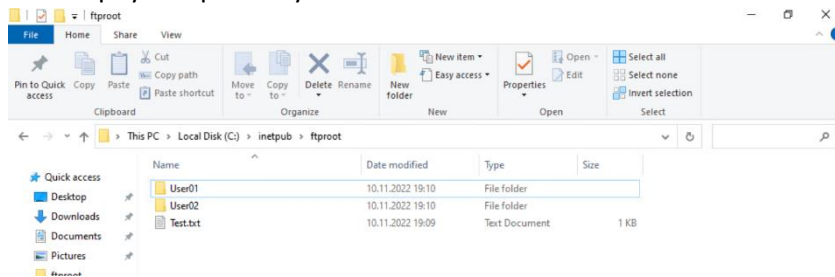 ftproot
File Home Share View
Pin to Quick access
Copy
Paste
Cut
Copy path
Paste shortcut
Clipboard
Move to
Copy to
Delete
Rename
Organize
New folder
New item
Easy access
New
Properties
Open
Edit
Open
Select all
Select none
Invert selection
Select
This PC > Local Disk (C:) > inetpub > ftproot
Name Date modified Type Size
Quick access
Desktop
Downloads
Documents
Pictures
ftproot
User01 10.11.2022 19:10 File folder
User02 10.11.2022 19:10 File folder
Test.txt 10.11.2022 19:09 Text Document 1 KB